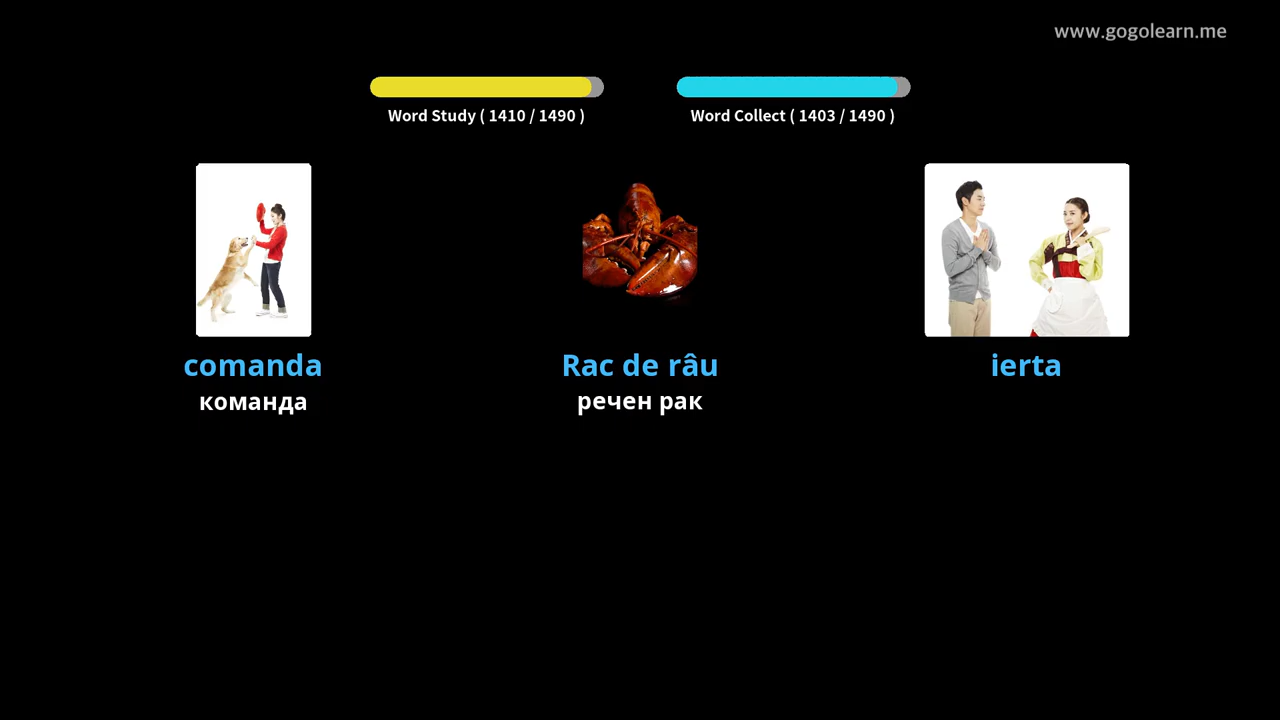 www.gogolearn.me
Word Study ( 1410 / 1490 )
Word Collect ( 1403 / 1490 )
comanda
команда
Rac de râu
речен рак
ierta